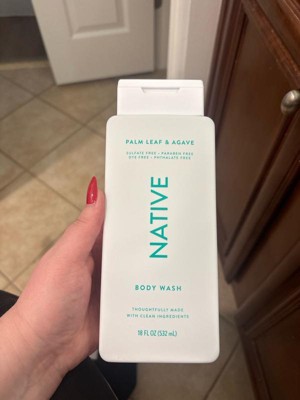 PALM LEAF & AGAVE
SULFATE FREE • PARABEN FREE
DYE FREE • PHTHALATE FREE
NATIVE
BODY WASH
THOUGHTFULLY MADE
WITH CLEAN INGREDIENTS
18 FL OZ (532 mL)